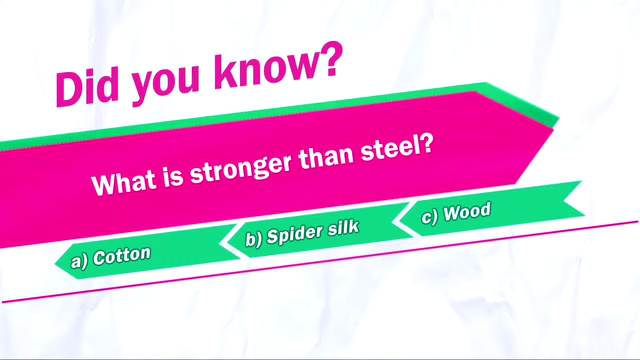 Did you know?
What is stronger than steel?
a) Cotton
b) Spider silk
c) Wood